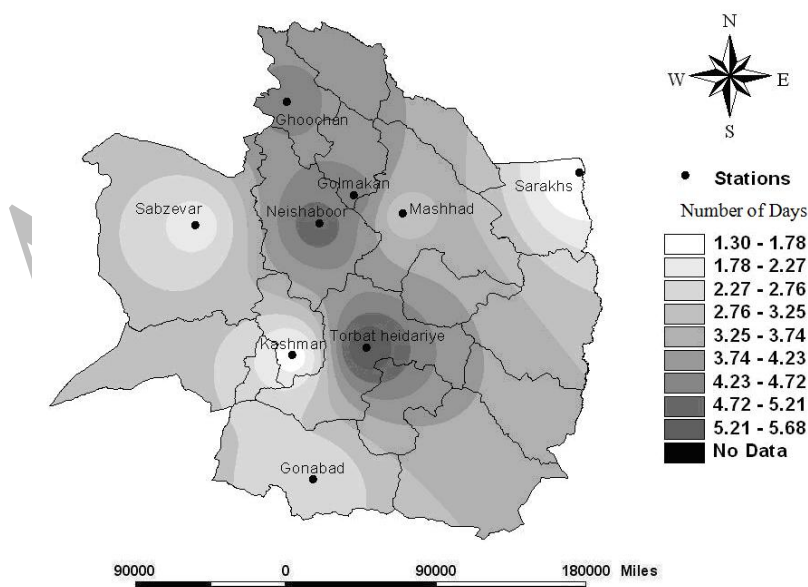 N
W E
S
Ghoochan
Golmakan
Sabzevar
Neishaboor
Mashhad
Sarakhs
Kashman
Torbat heidariye
Gonabad
Stations
Number of Days
1.30 - 1.78
1.78 - 2.27
2.27 - 2.76
2.76 - 3.25
3.25 - 3.74
3.74 - 4.23
4.23 - 4.72
4.72 - 5.21
5.21 - 5.68
No Data
90000 0 90000 180000 Miles